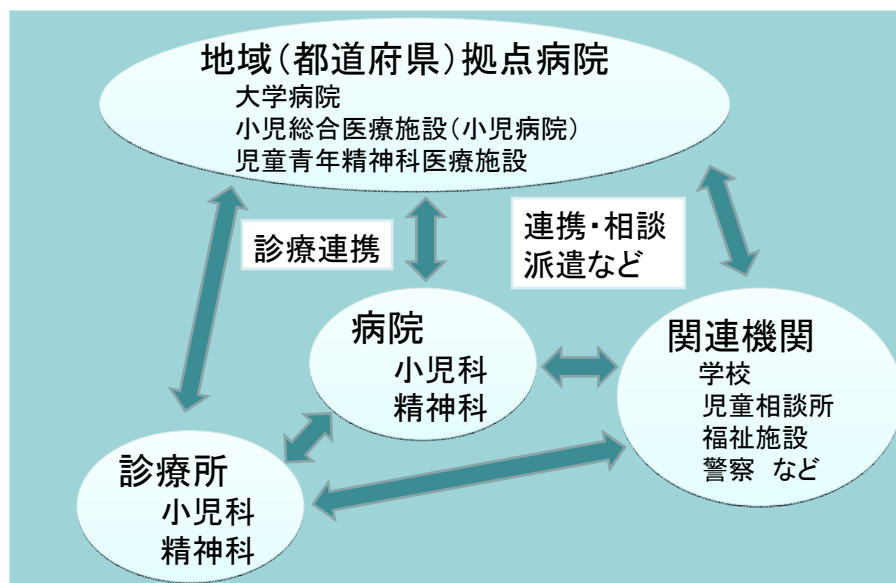 地域（都道府県）拠点病院
大学病院
小児総合医療施設（小児病院）
児童青年精神科医療施設
診療連携
連携・相談
派遣など
病院
小児科
精神科
関連機関
学校
児童相談所
福祉施設
警察　など
診療所
小児科
精神科